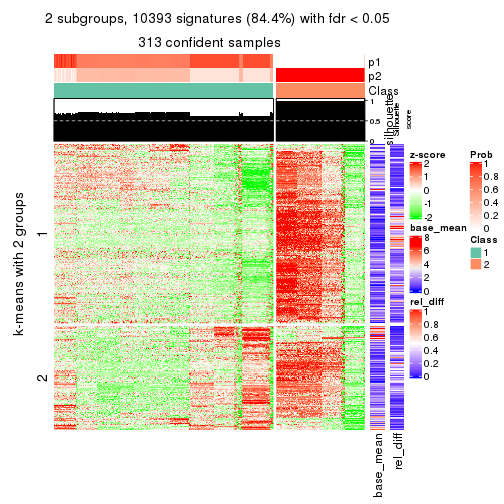 2 subgroups, 10393 signatures (84.4%) with fdr < 0.05
313 confident samples
p1
p2
Class
1
0.5
0
silhouette
Silhouette
score
k-means with 2 groups
1
2
base_mean
rel_diff
z-score
2
1
0
-1
-2
base_mean
8
6
4
2
0
rel_diff
1
0.8
0.6
0.4
0.2
0
Prob
1
0.8
0.6
0.4
0.2
0
Class
1
2